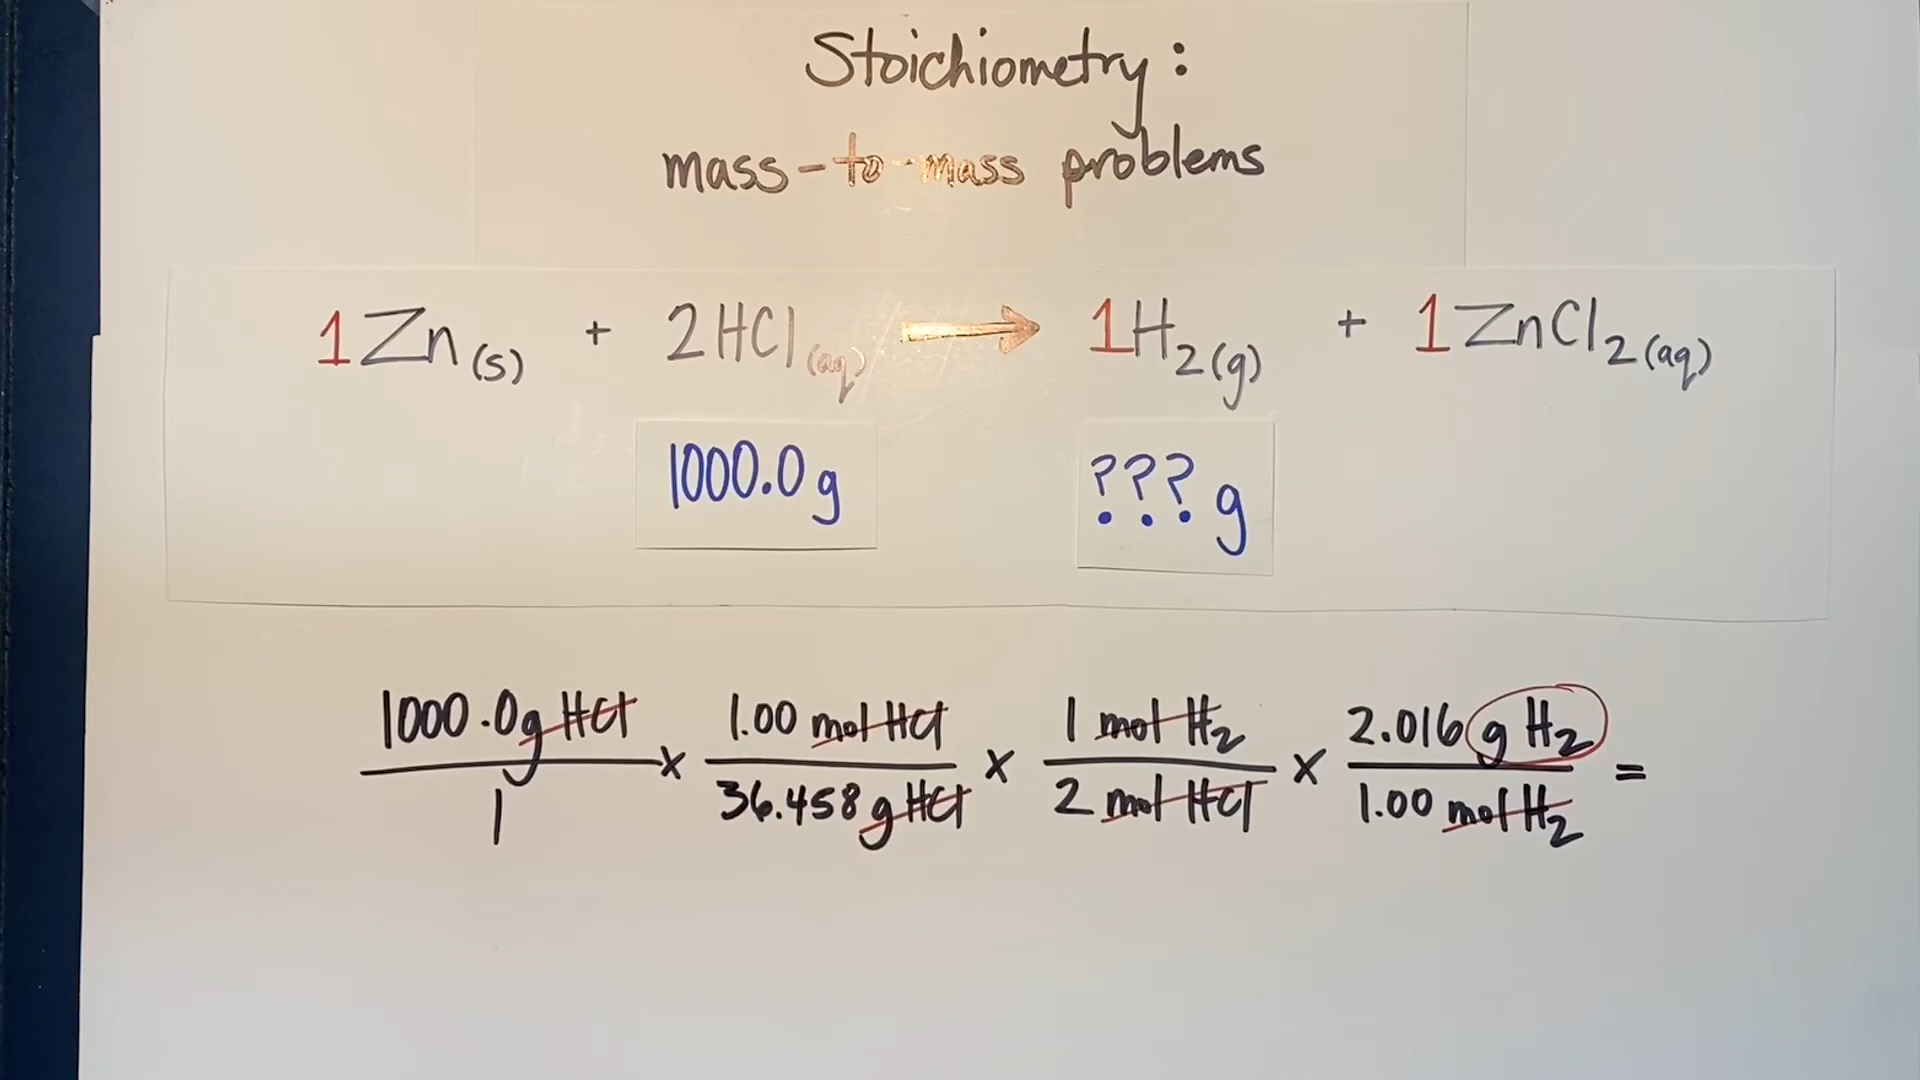 Stoichiometry:
mass-to-mass problems
1Zn(s) + 2HCl(aq) → 1H2(g) + 1ZnCl2(aq)
1000.0g ???g
1000.0g HCl × 1.00 mol HCl × 1 mol H2 × 2.016 g H2 =
1 36.458 g HCl 2 mol HCl 1.00 mol H2